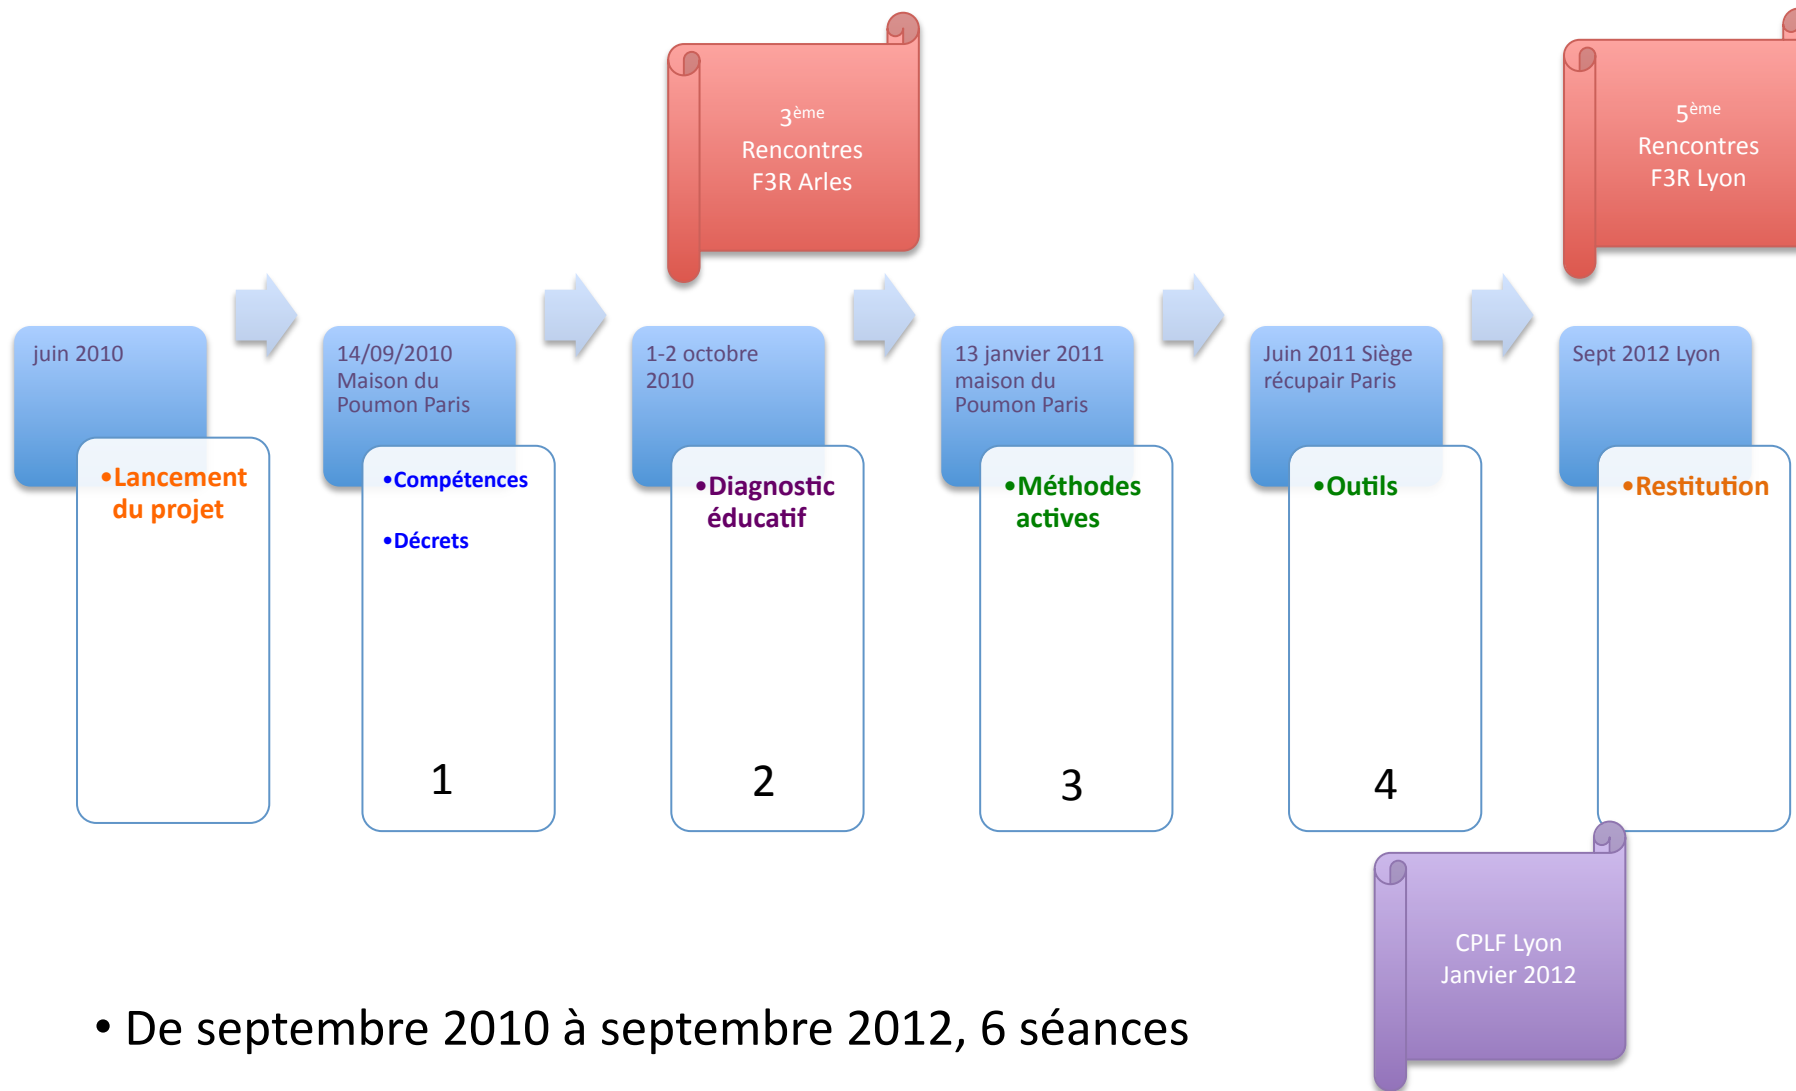 3ème
Rencontres
F3R Arles
5ème
Rencontres
F3R Lyon
juin 2010
•Lancement
du projet
14/09/2010
Maison du
Poumon Paris
•Compétences
•Décrets
1
1-2 octobre
2010
•Diagnostic
éducatif
2
13 janvier 2011
maison du
Poumon Paris
•Méthodes
actives
3
Juin 2011 Siège
récupair Paris
•Outils
4
Sept 2012 Lyon
•Restitution
CPLF Lyon
Janvier 2012
• De septembre 2010 à septembre 2012, 6 séances